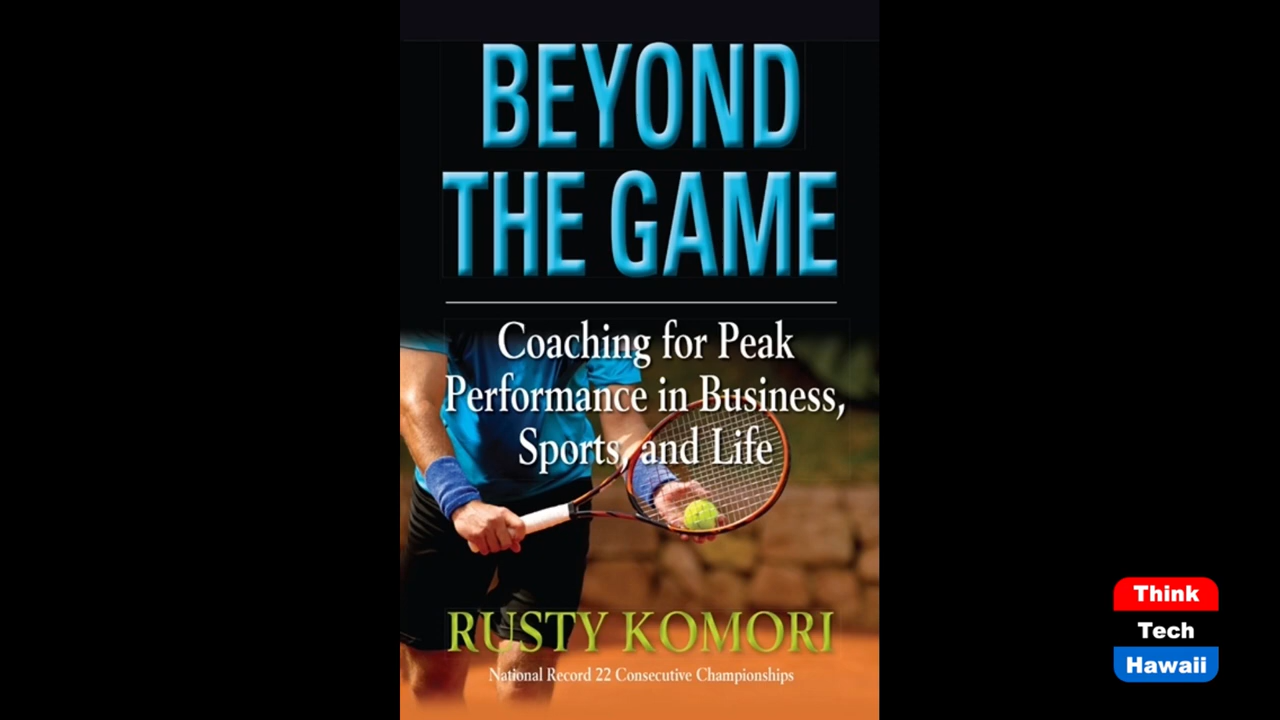 BEYOND
THE GAME
Coaching for Peak
Performance in Business,
Sports, and Life
RUSTY KOMORI
National Record 22 Consecutive Championships
Think
Tech
Hawaii